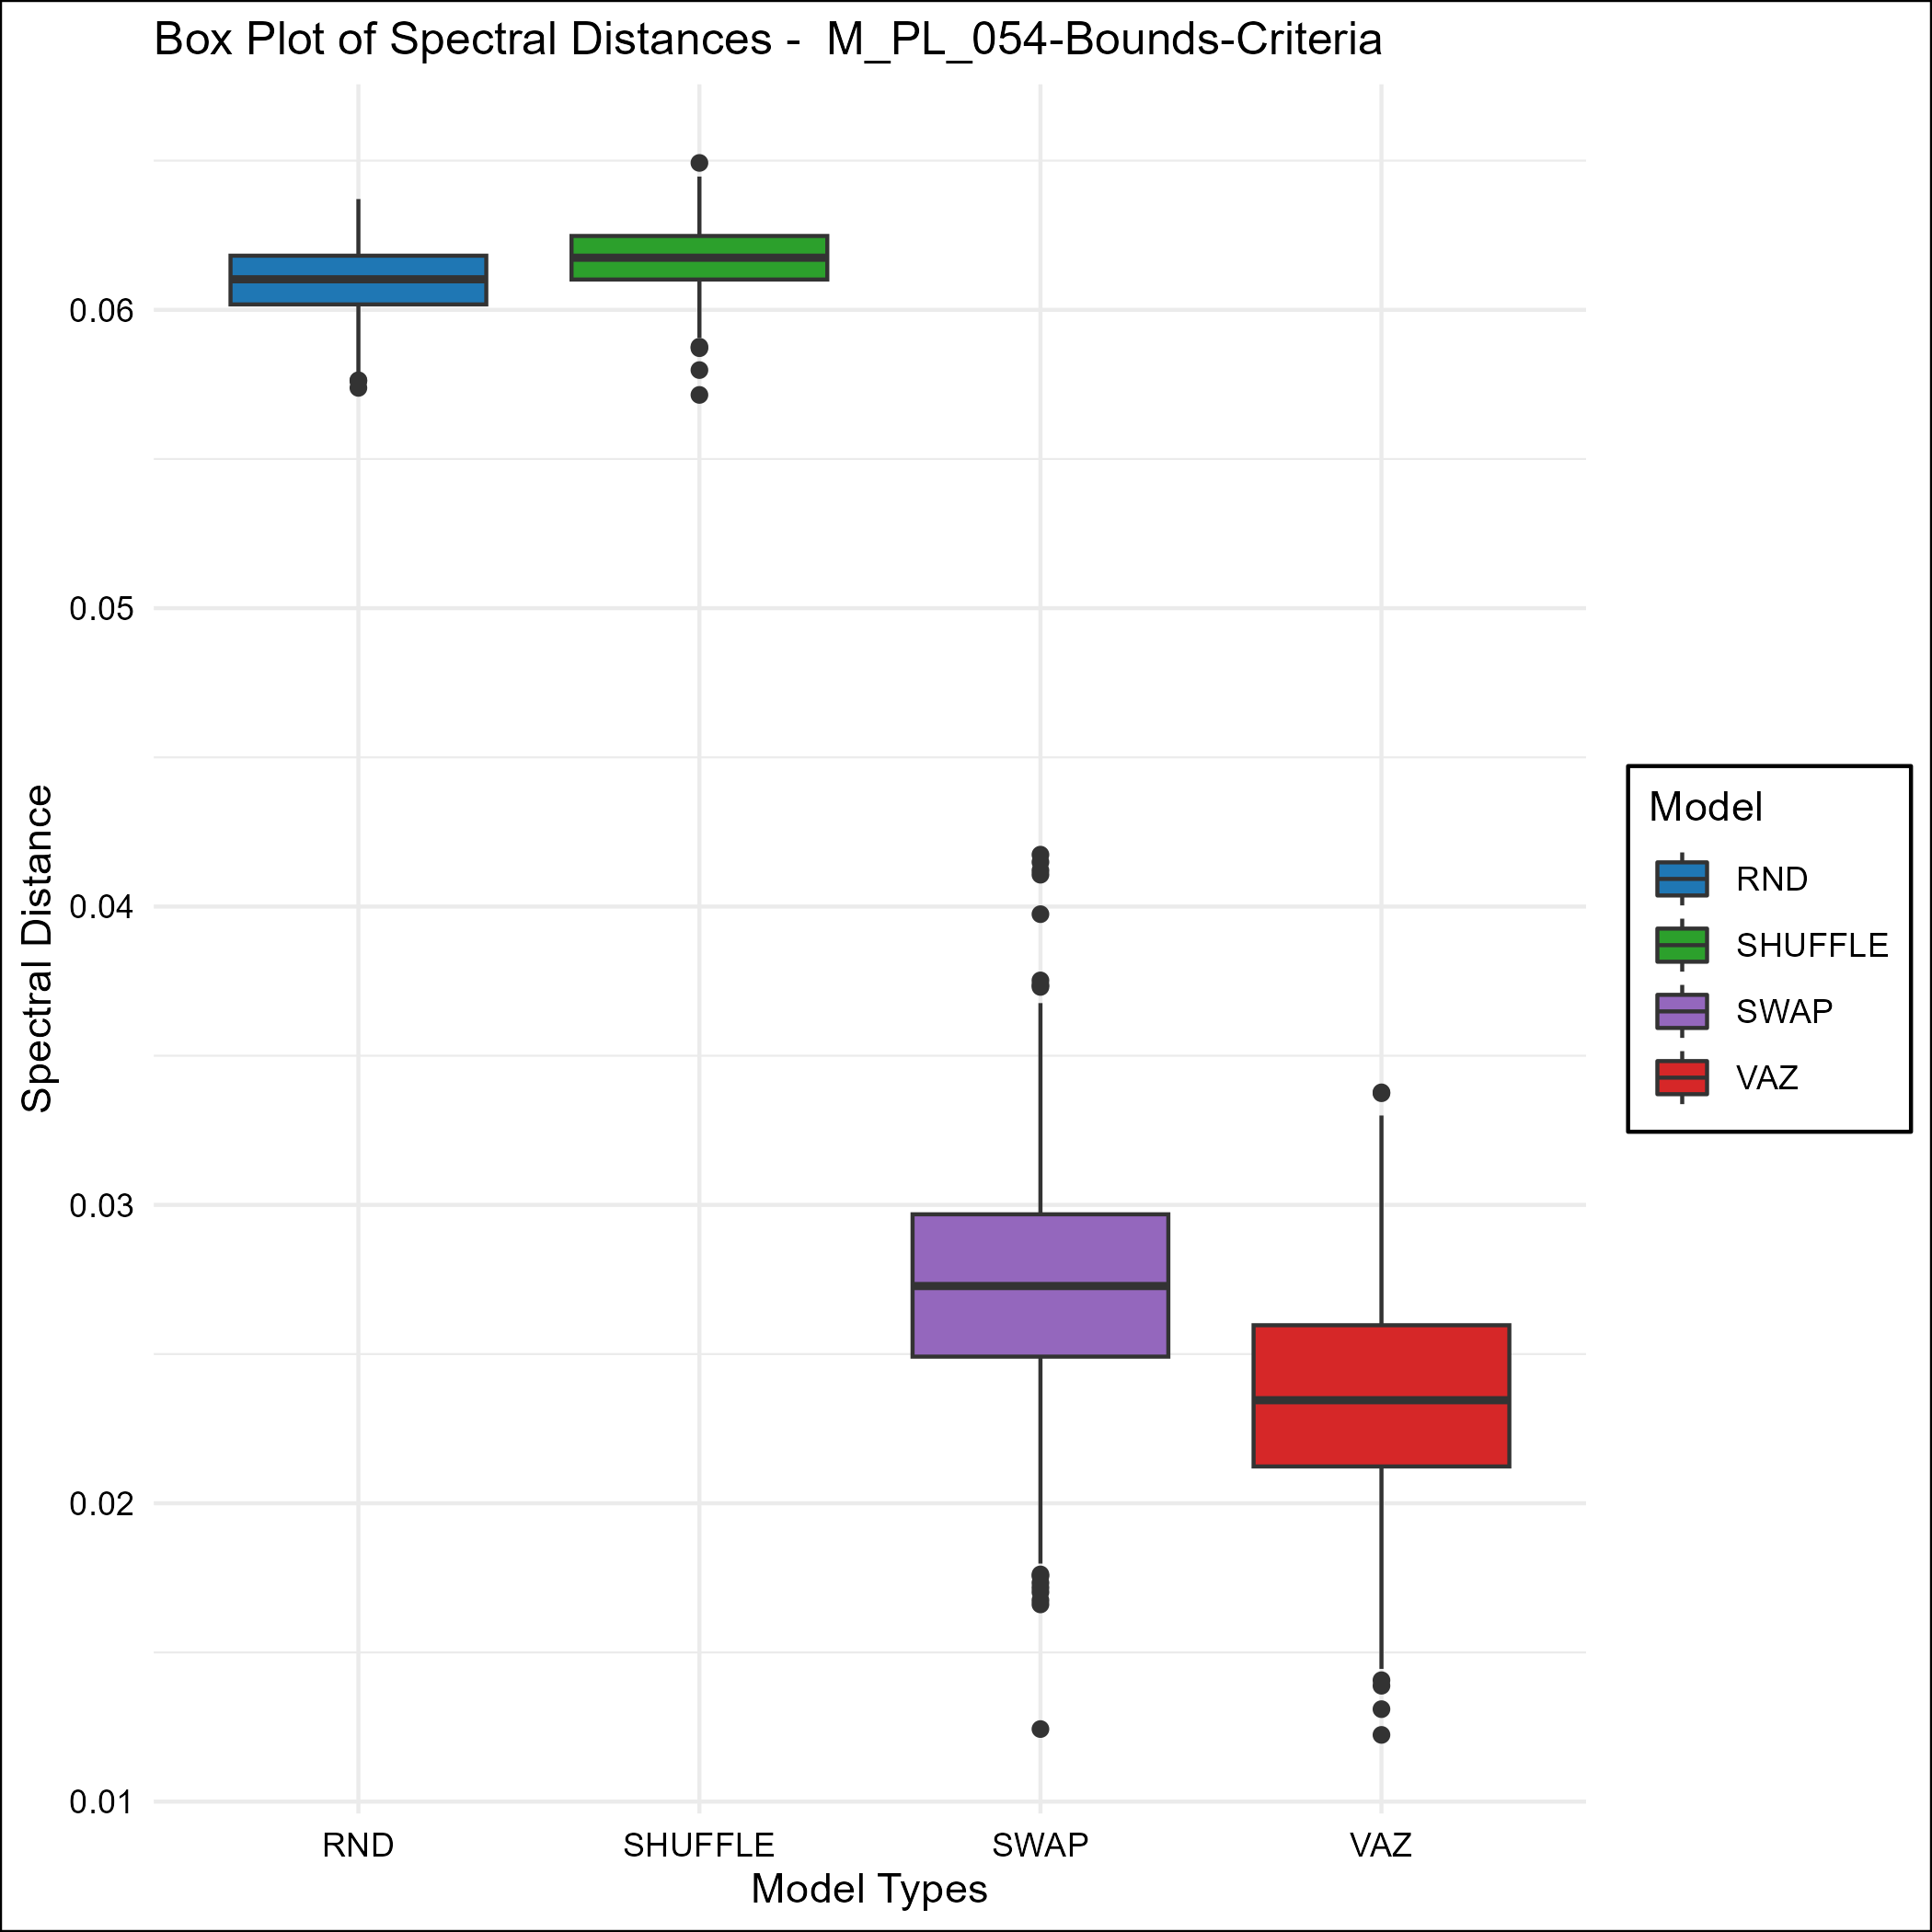 Box Plot of Spectral Distances -  M_PL_054-Bounds-Criteria
0.06
0.05
0.04
0.03
0.02
0.01
Spectral Distance
RND
SHUFFLE
SWAP
VAZ
Model Types
Model
RND
SHUFFLE
SWAP
VAZ